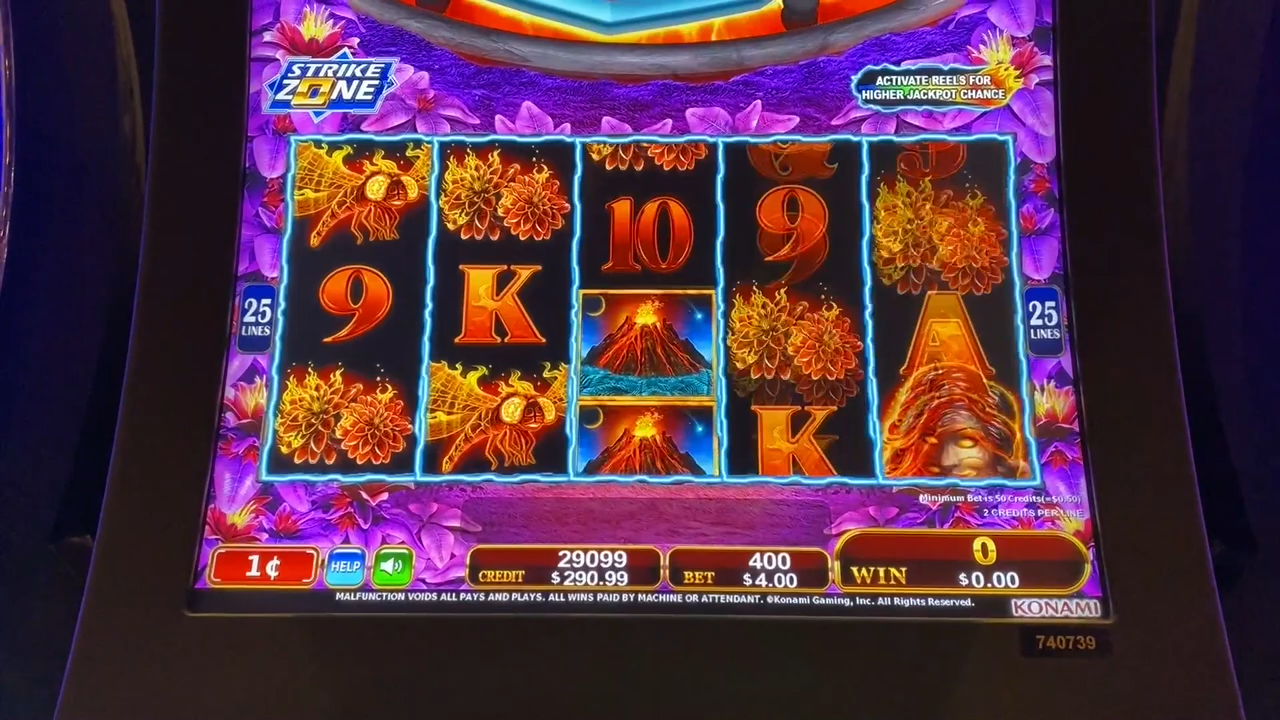 STRIKE
ZONE
ACTIVATE REELS FOR
HIGHER JACKPOT CHANCE
10
9
9
K
A
K
25
LINES
25
LINES
Minimum Bet is 50 Credits(=$0.50)
2 CREDITS PER LINE
1¢
HELP
CREDIT
29099
$290.99
BET
400
$4.00
WIN
0
$0.00
MALFUNCTION VOIDS ALL PAYS AND PLAYS. ALL WINS PAID BY MACHINE OR ATTENDANT. ©Konami Gaming, Inc. All Rights Reserved.
KONAMI
740739